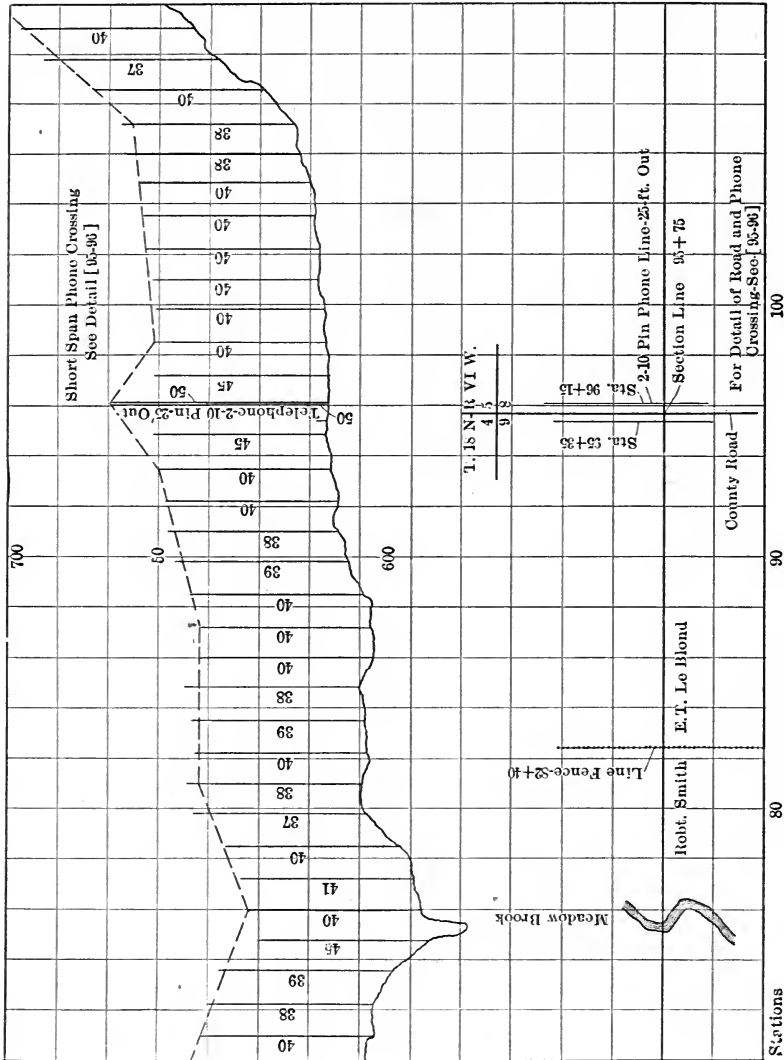 700
50
600
Short Span Phone Crossing
See Detail [95-96]
40
38
39
40
41
40
37
38
40
39
38
40
40
40
39
38
40
40
45
50
Telephone-2-10 Pin-25' Out
50
45
40
40
40
40
40
40
38
38
40
37
40
T. 18 N-R VI W.
4 5
9 8
Meadow Brook
Line Fence-82+40
Sta. 95+35
Sta. 96+15
2-10 Pin Phone Line-25-ft. Out
Section Line 95+75
Robt. Smith
E.T. Le Blond
County Road
For Detail of Road and Phone
Crossing-See-[95-96]
Stations
80
90
100